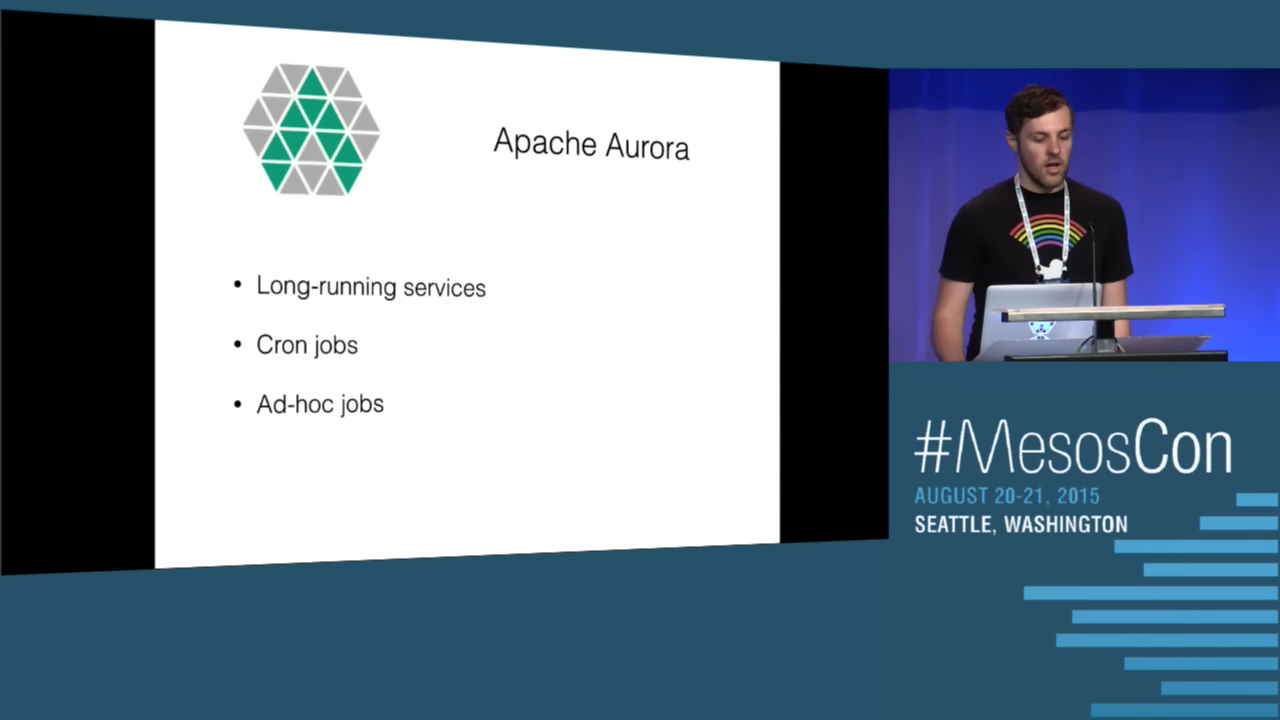 Apache Aurora
• Long-running services
• Cron jobs
• Ad-hoc jobs
#MesosCon
AUGUST 20-21, 2015
SEATTLE, WASHINGTON